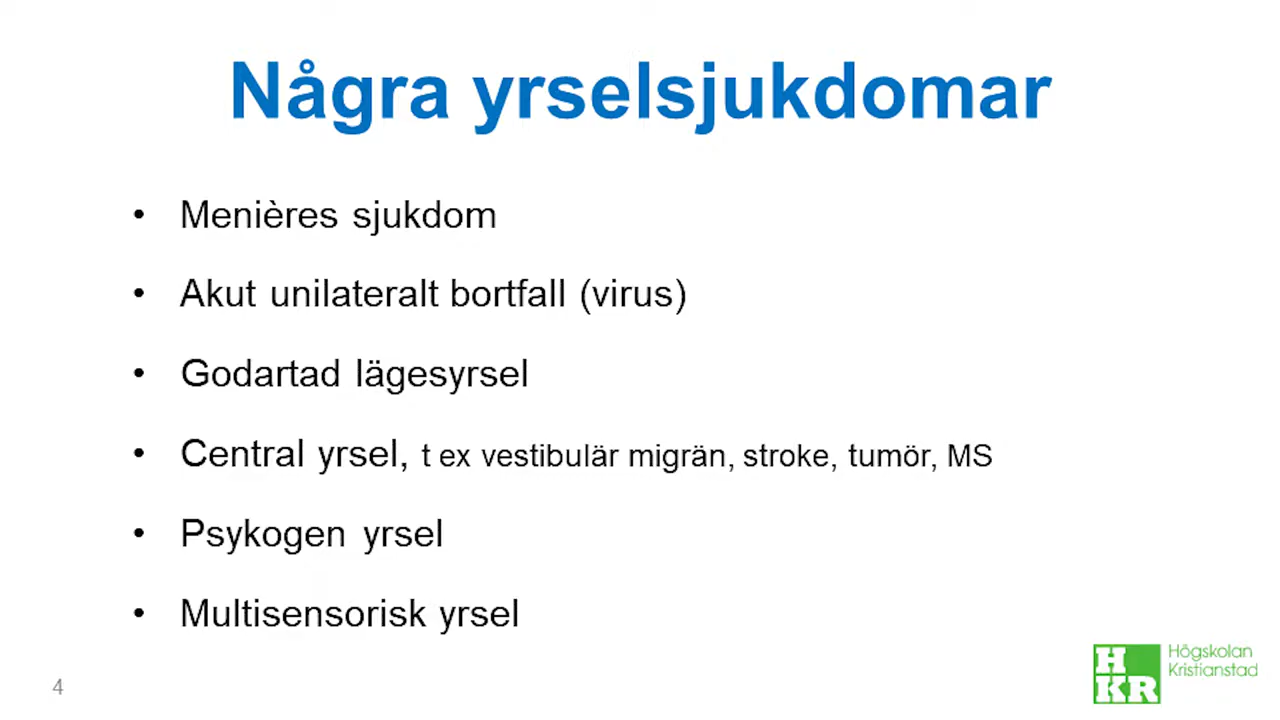 Några yrselsjukdomar
• Menières sjukdom
• Akut unilateralt bortfall (virus)
• Godartad lägesyrsel
• Central yrsel, t ex vestibulär migrän, stroke, tumör, MS
• Psykogen yrsel
• Multisensorisk yrsel
4
H
KR
Högskolan
Kristianstad